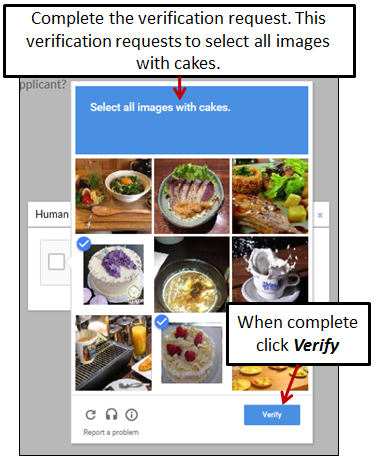 Complete the verification request. This
verification requests to select all images
with cakes.
pplicant?
Select all images with cakes.
Human
x
When complete
click Verify
Verify
Report a problem